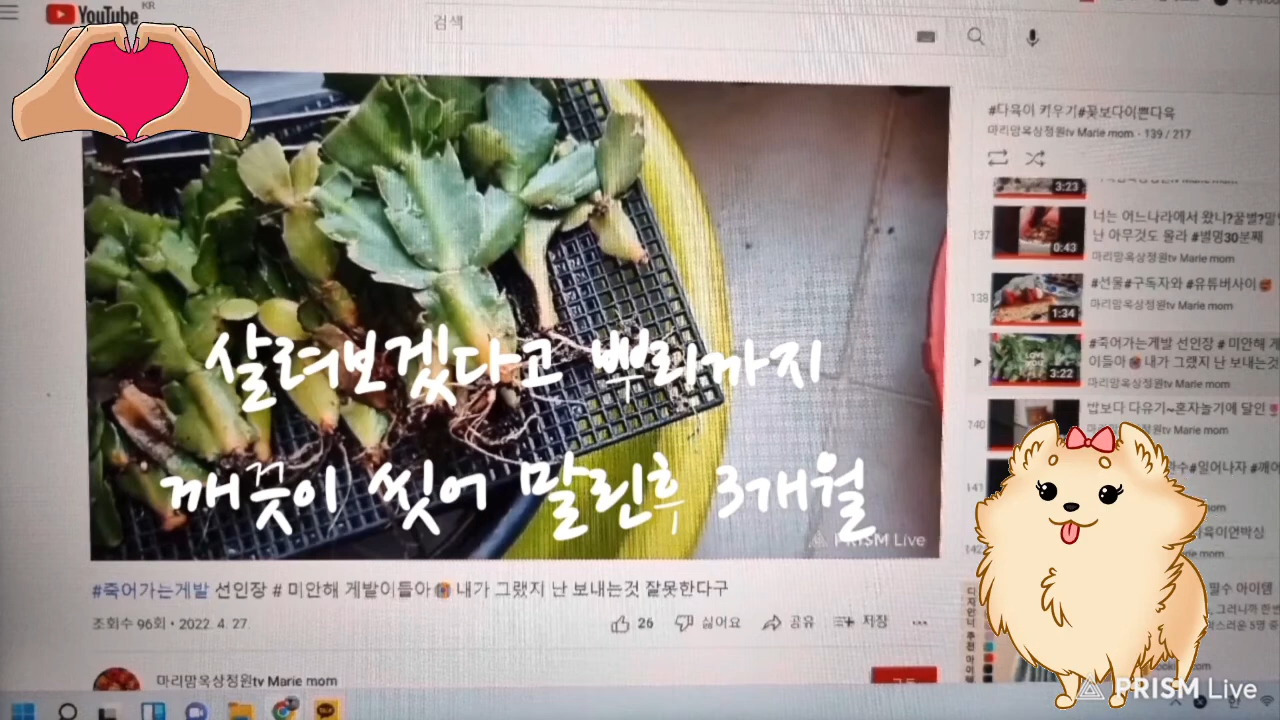 YouTube KR
검색
#다육이 키우기#꽃보다이쁜다육
마리맘옥상정원tv Marie mom · 139 / 217
3:23
137
너는 어느나라에서 왔니?꿀벌?말
난 아무것도 몰라 #별명30분째
마리맘옥상정원tv Marie mom
0:43
138
#선물#구독자와 #유튜버사이
마리맘옥상정원tv Marie mom
1:34
#죽어가는게발 선인장 # 미안해 게
이들아 내가 그랬지 난 보내는것
마리맘옥상정원tv Marie mom
3:22
140
밥보다 다유기~혼자놀기에 달인
마리맘옥상정원tv Marie mom
141
142
살려보겠다고 뿌리까지
깨끗이 씻어 말린후 3개월
PRISM Live
#죽어가는게발 선인장 # 미안해 게발이들아 내가 그랬지 난 보내는것 잘못한다구
조회수 96회 • 2022. 4. 27.
26 싫어요 공유 저장 ...
마리맘옥상정원tv Marie mom
구독
필수 아이템
PRISM Live